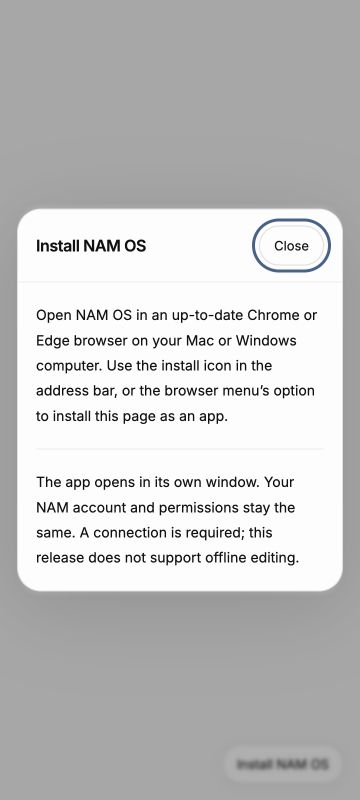 Install NAM OS
Close
Open NAM OS in an up-to-date Chrome or
Edge browser on your Mac or Windows
computer. Use the install icon in the
address bar, or the browser menu’s option
to install this page as an app.
The app opens in its own window. Your
NAM account and permissions stay the
same. A connection is required; this
release does not support offline editing.
Install NAM OS